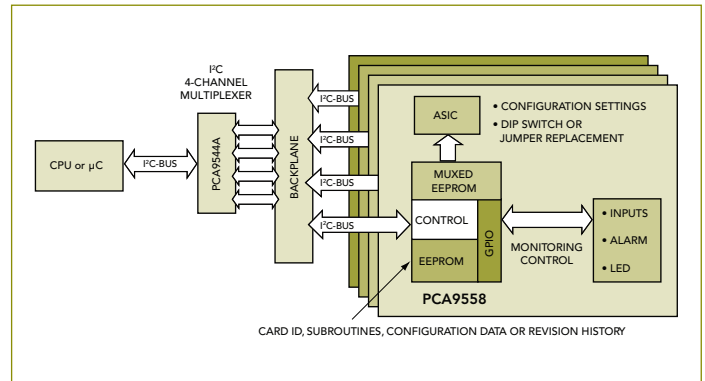 I²C
4-CHANNEL
MULTIPLEXER
CPU or µC
I²C-BUS
PCA9544A
BACKPLANE
I²C-BUS
I²C-BUS
I²C-BUS
I²C-BUS
ASIC
• CONFIGURATION SETTINGS
• DIP SWITCH OR
JUMPER REPLACEMENT
MUXED
EEPROM
CONTROL
EEPROM
GPIO
MONITORING
CONTROL
• INPUTS
• ALARM
• LED
PCA9558
CARD ID, SUBROUTINES, CONFIGURATION DATA OR REVISION HISTORY